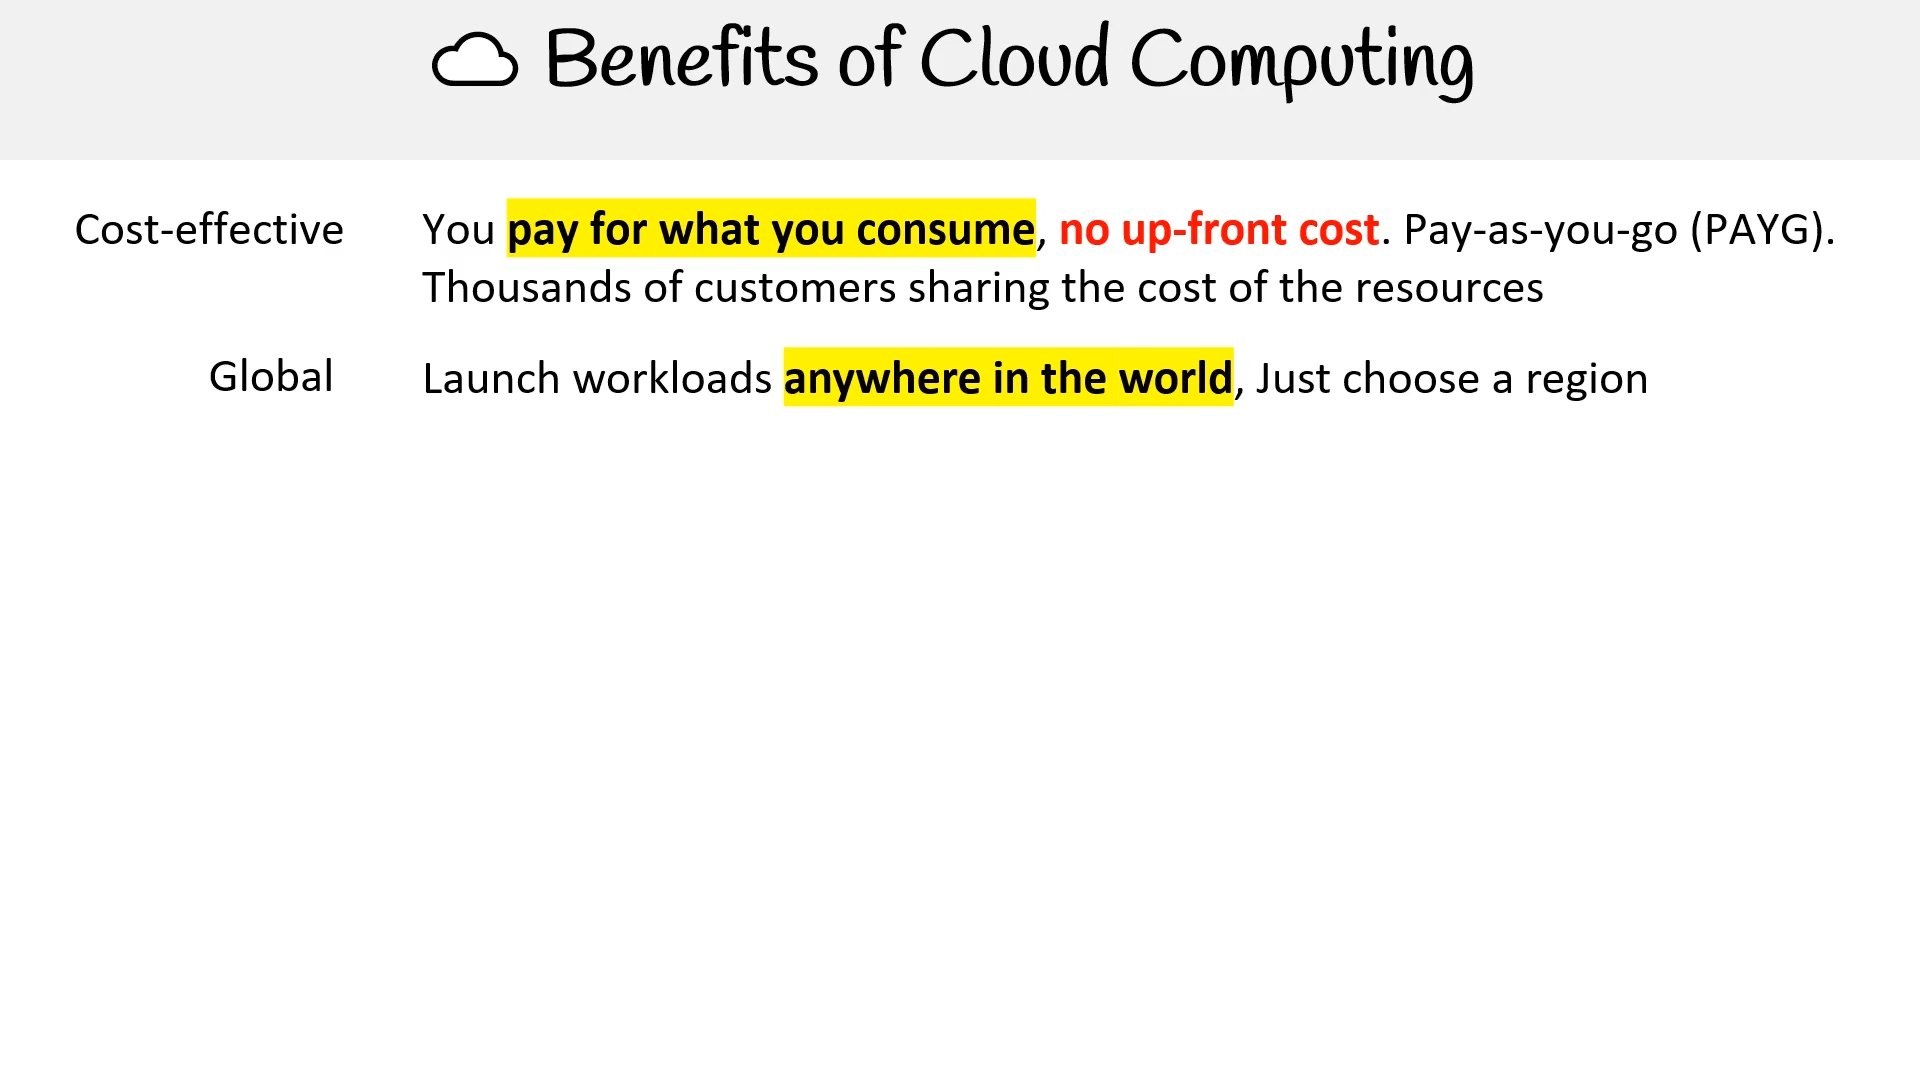 Benefits of Cloud Computing
Cost-effective
You pay for what you consume, no up-front cost. Pay-as-you-go (PAYG).
Thousands of customers sharing the cost of the resources
Global
Launch workloads anywhere in the world, Just choose a region